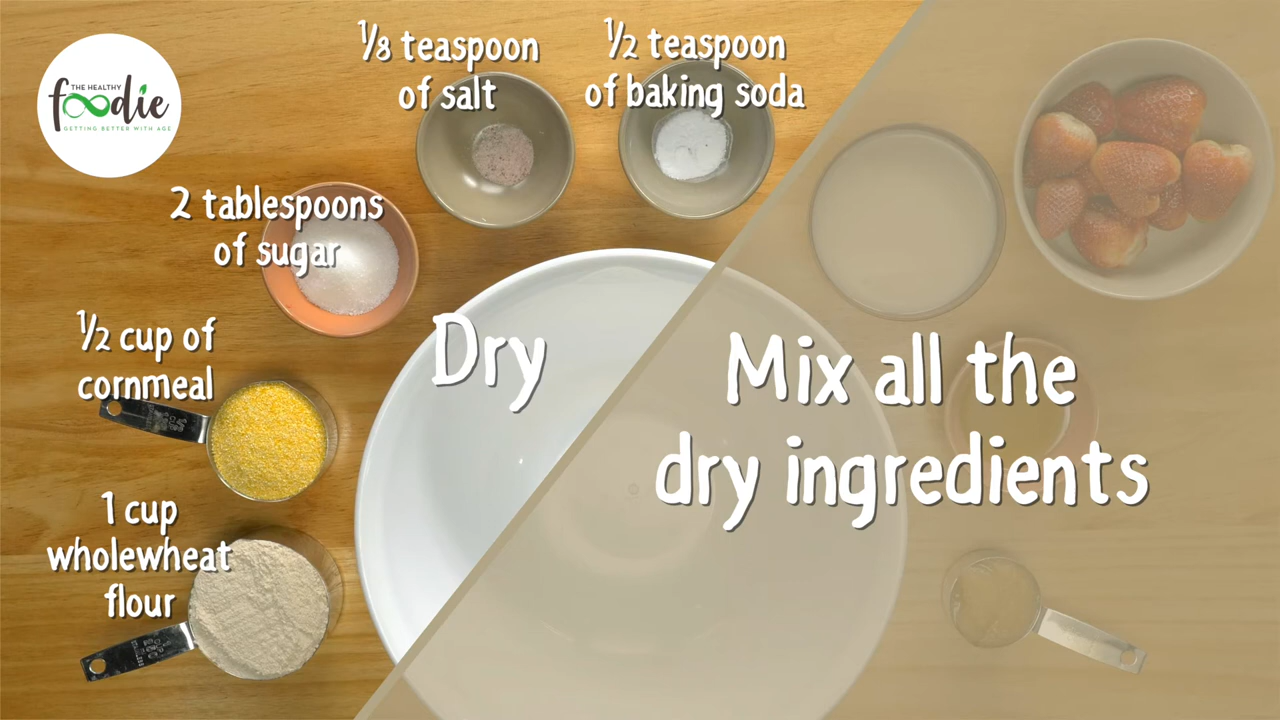 THE HEALTHY
foodie
GETTING BETTER WITH AGE
⅛ teaspoon
of salt
½ teaspoon
of baking soda
2 tablespoons
of sugar
½ cup of
cornmeal
1 cup
wholewheat
flour
Dry
Mix all the
dry ingredients